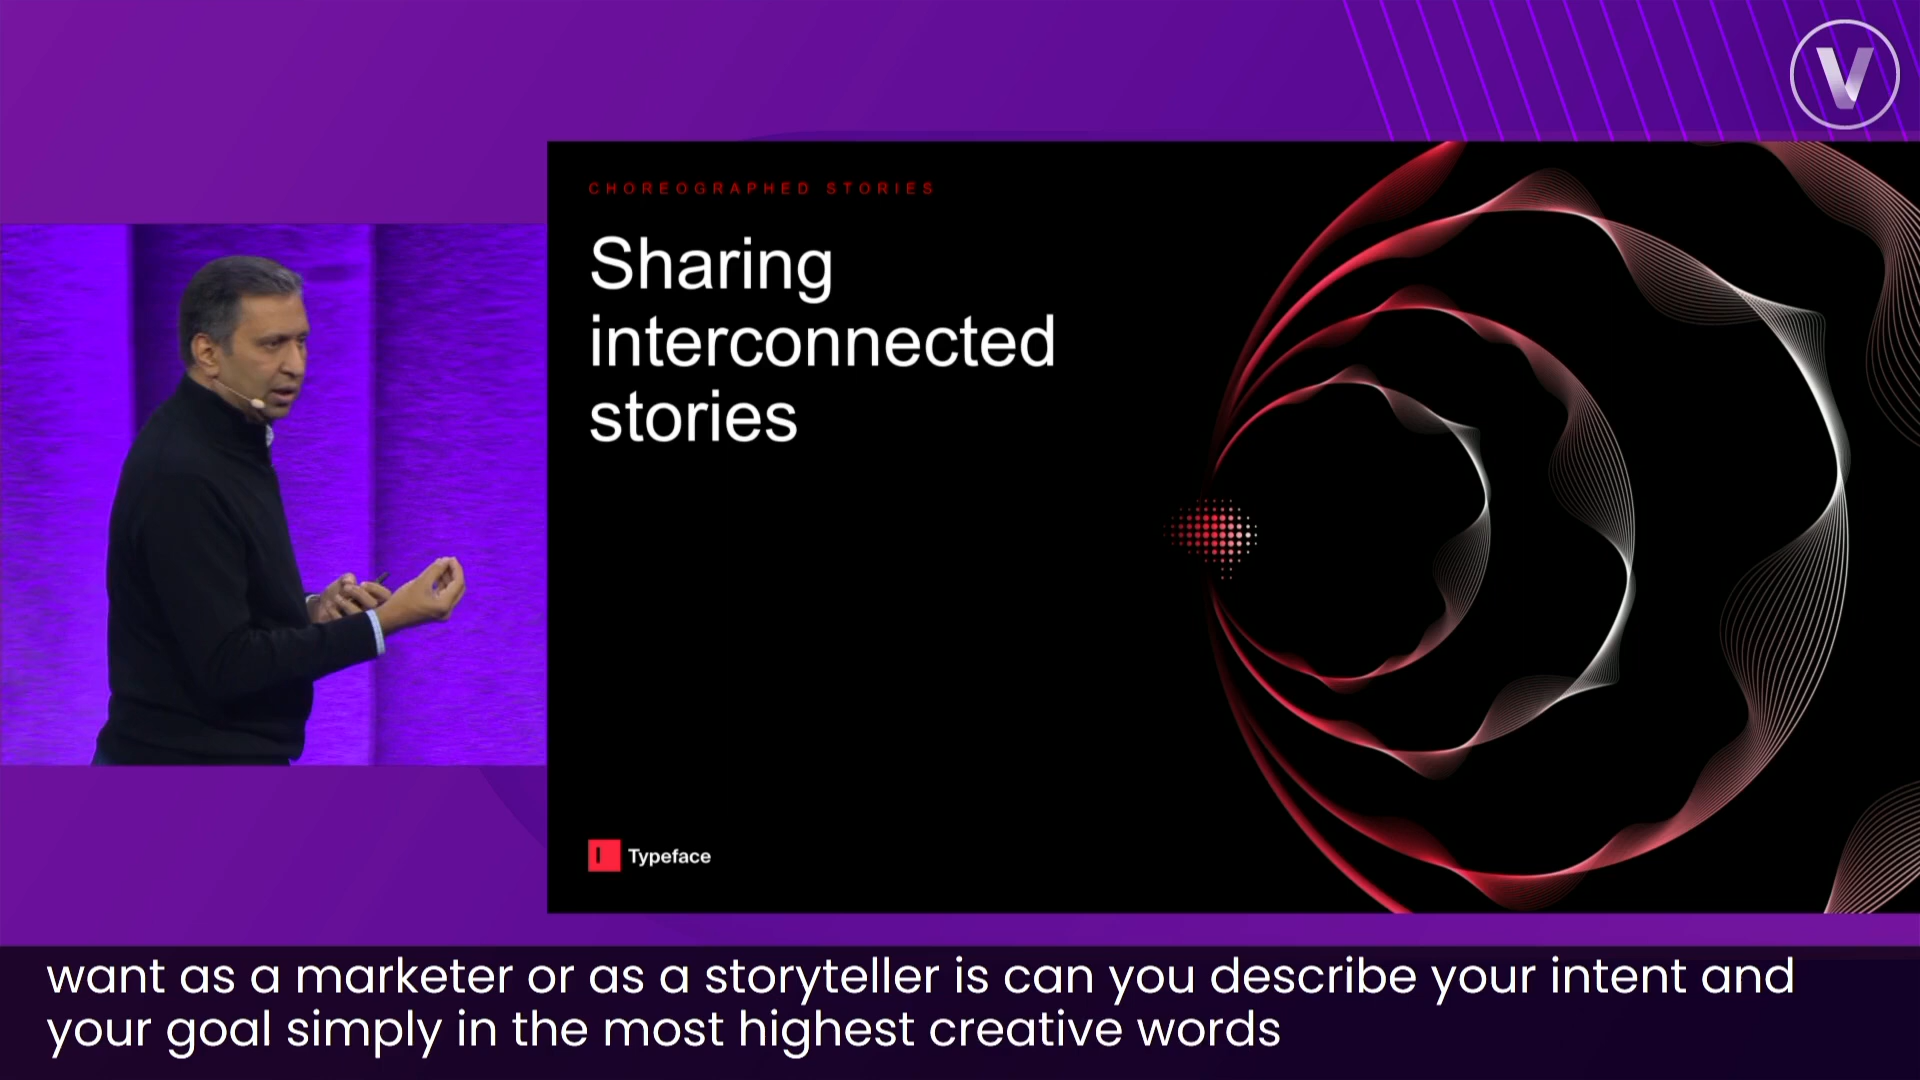 V
CHOREOGRAPHED STORIES
Sharing
interconnected
stories
Typeface
want as a marketer or as a storyteller is can you describe your intent and
your goal simply in the most highest creative words